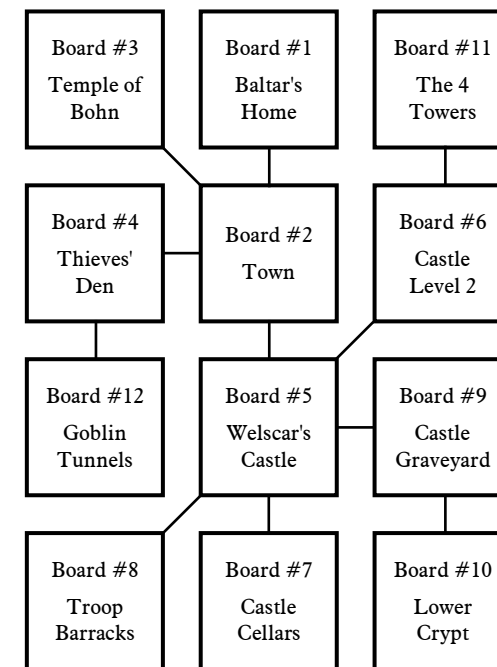 Board #3
Temple of
Bohn
Board #1
Baltar's
Home
Board #11
The 4
Towers
Board #4
Thieves'
Den
Board #2
Town
Board #6
Castle
Level 2
Board #12
Goblin
Tunnels
Board #5
Welscar's
Castle
Board #9
Castle
Graveyard
Board #8
Troop
Barracks
Board #7
Castle
Cellars
Board #10
Lower
Crypt